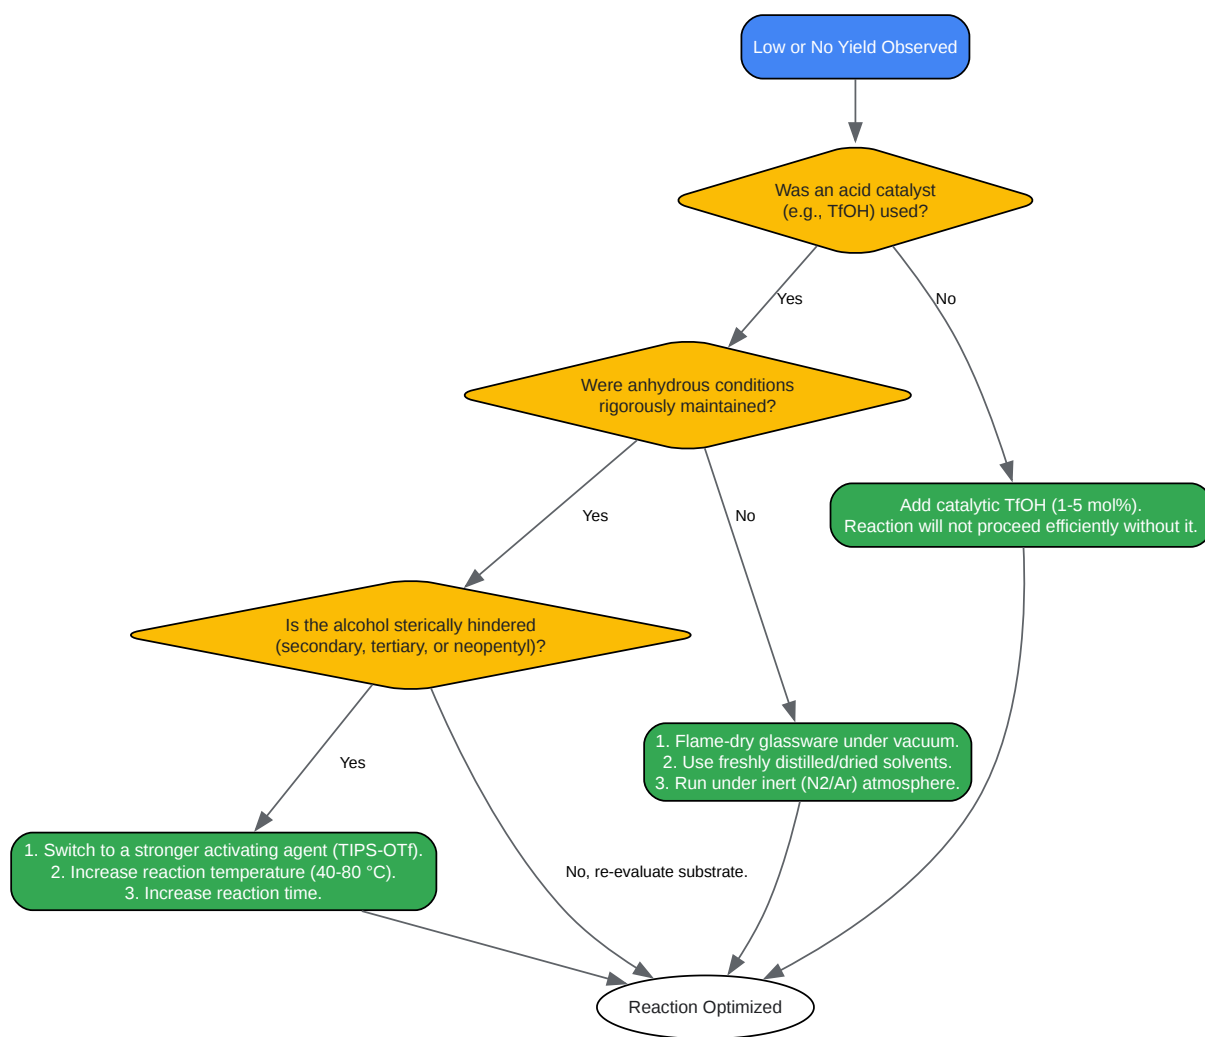 Low or No Yield Observed
Was an acid catalyst
(e.g., TfOH) used?
Yes
No
Were anhydrous conditions
rigorously maintained?
Add catalytic TfOH (1-5 mol%).
Reaction will not proceed efficiently without it.
Yes
No
Is the alcohol sterically hindered
(secondary, tertiary, or neopentyl)?
1. Flame-dry glassware under vacuum.
2. Use freshly distilled/dried solvents.
3. Run under inert (N2/Ar) atmosphere.
Yes
1. Switch to a stronger activating agent (TIPS-OTf).
2. Increase reaction temperature (40-80 °C).
3. Increase reaction time.
No, re-evaluate substrate.
Reaction Optimized